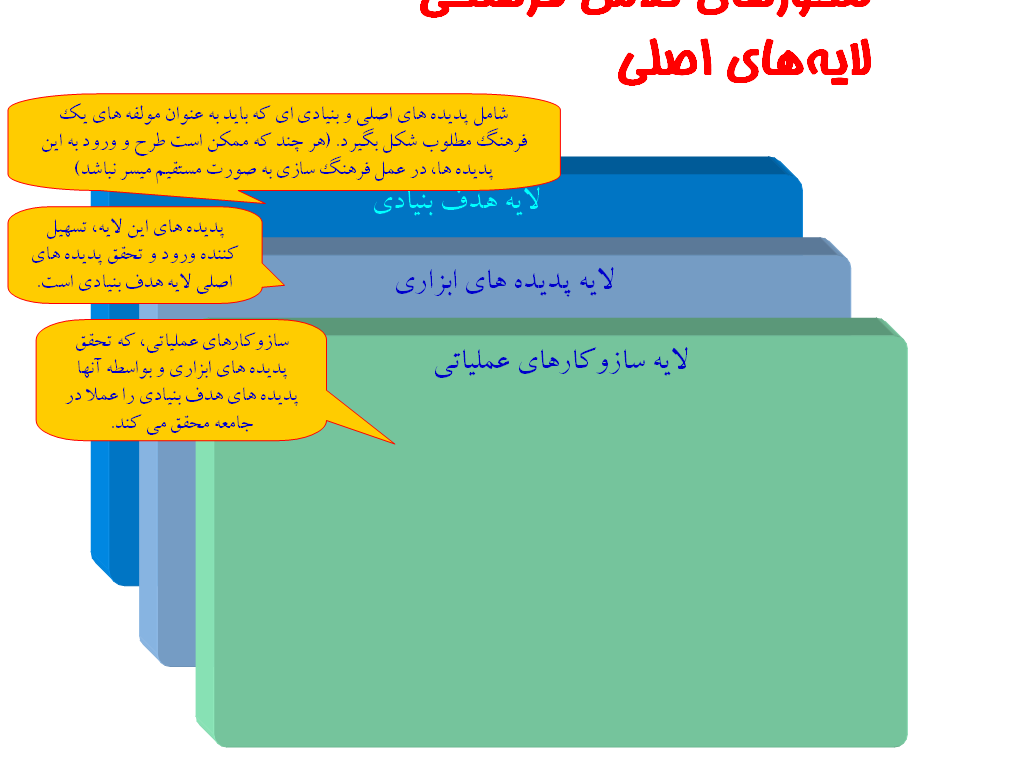 لایه‌های اصلی
شامل پدیده های اصلی و بنیادی ای که باید به عنوان مولفه های یک
فرهنگ مطلوب شکل بگیرد. (هر چند که ممکن است طرح و ورود به این
پدیده ها، در عمل فرهنگ سازی به صورت مستقیم میسر نباشد)
لایه هدف بنیادی
پدیده های این لایه، تسهیل
کننده ورود و تحقق پدیده های
اصلی لایه هدف بنیادی است.
لایه پدیده های ابزاری
سازوکارهای عملیاتی، که تحقق
پدیده های ابزاری و بواسطه آنها
پدیده های هدف بنیادی را عملا در
جامعه محقق می کند.
لایه سازوکارهای عملیاتی